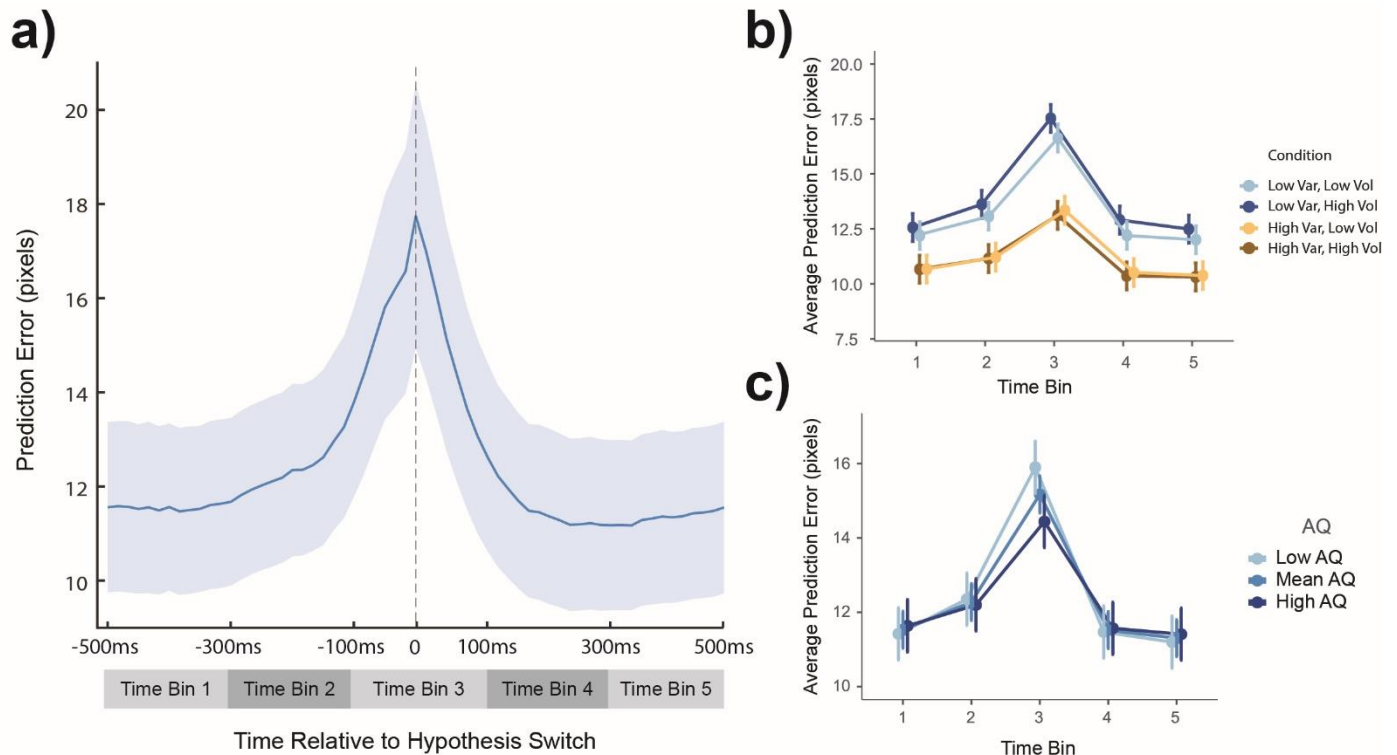 a)
Prediction Error (pixels)
20
18
16
14
12
10
-500ms -300ms -100ms 0 100ms 300ms 500ms
Time Bin 1 Time Bin 2 Time Bin 3 Time Bin 4 Time Bin 5
Time Relative to Hypothesis Switch
b)
Average Prediction Error (pixels)
20.0
17.5
15.0
12.5
10.0
7.5
1 2 3 4 5
Time Bin
Condition
Low Var, Low Vol
Low Var, High Vol
High Var, Low Vol
High Var, High Vol
c)
Average Prediction Error (pixels)
16
14
12
10
1 2 3 4 5
Time Bin
AQ
Low AQ
Mean AQ
High AQ